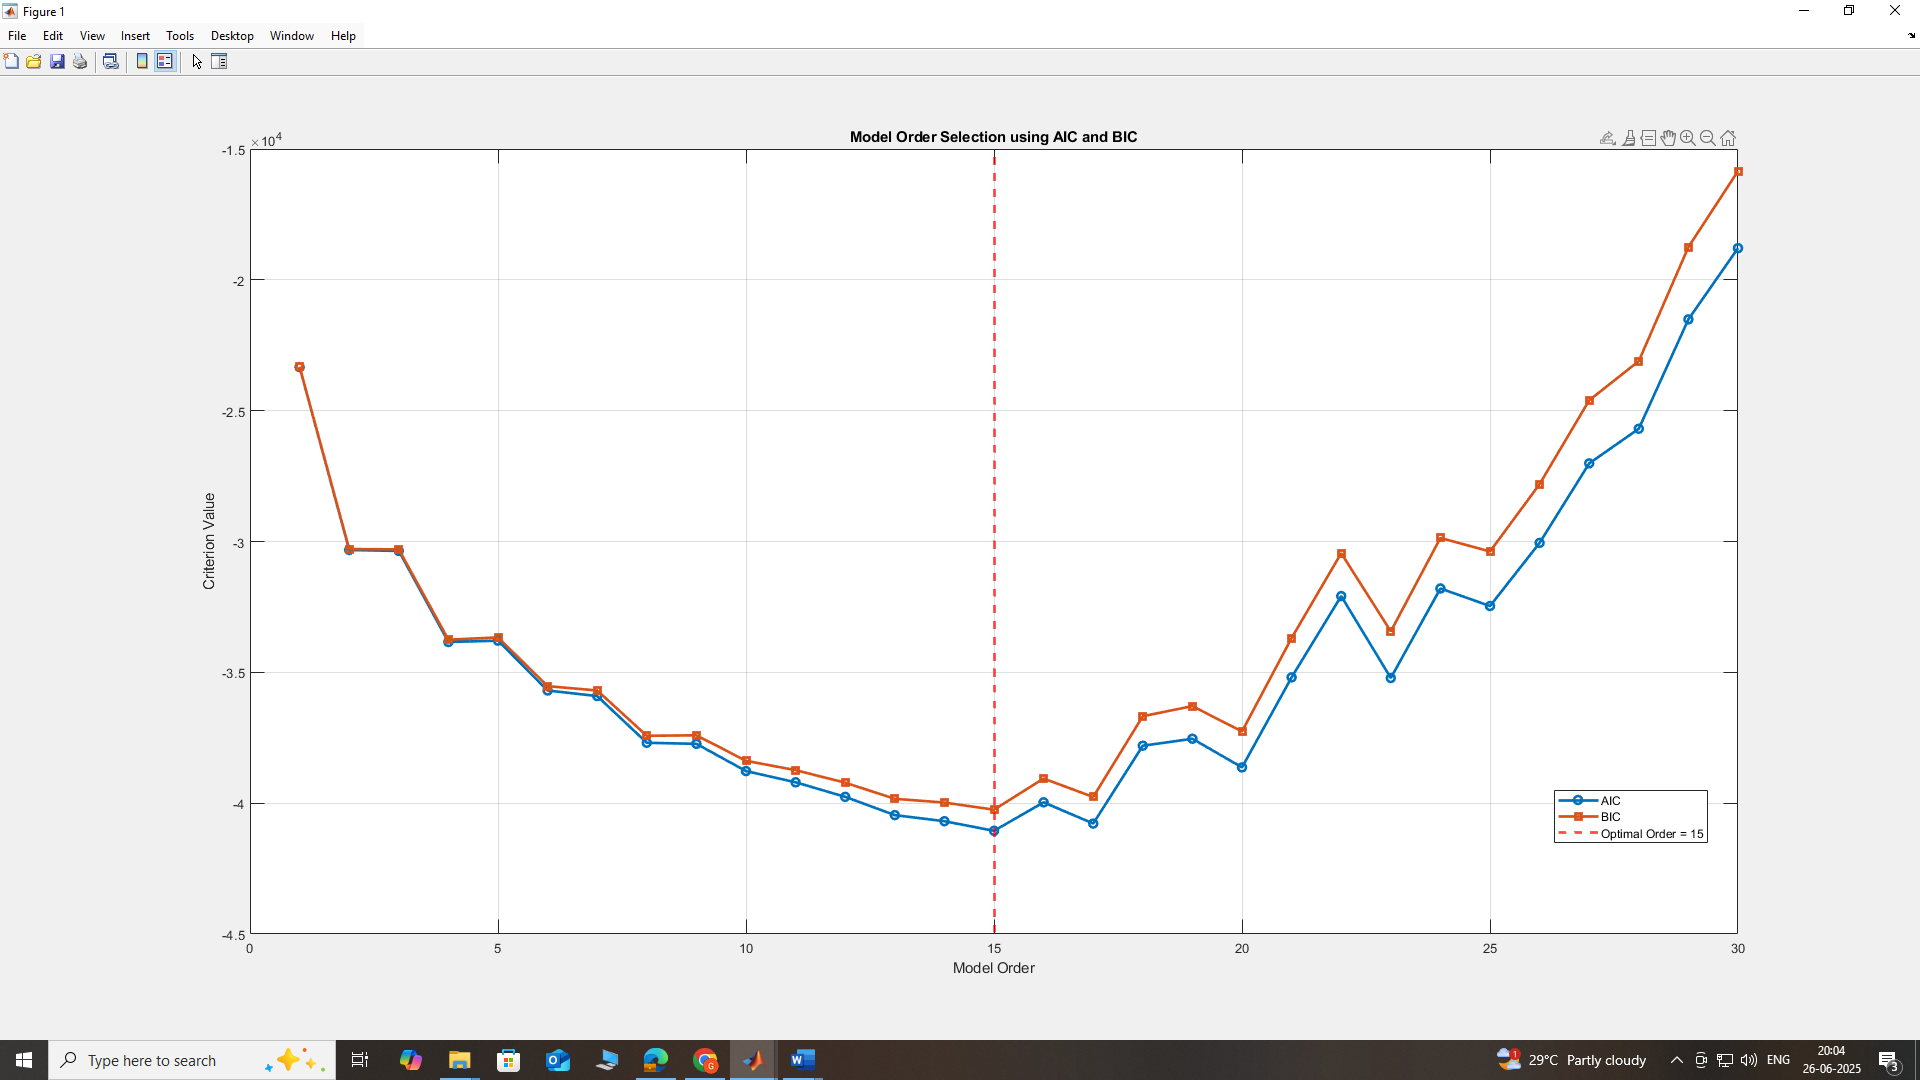 Figure 1
File Edit View Insert Tools Desktop Window Help
×10^4
Model Order Selection using AIC and BIC
-1.5
-2
-2.5
-3
-3.5
-4
-4.5
Criterion Value
0 5 10 15 20 25 30
Model Order
AIC
BIC
Optimal Order = 15
Type here to search
1
29°C Partly cloudy
ENG
20:04
26-06-2025
3